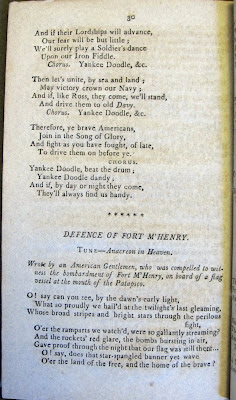 30
And if their Lordships will advance,
Our fear will be but little;
We'll surely play a Soldier's dance
Upon our Iron Fiddle.
Chorus. Yankee Doodle, &c.
Then let's unite, by sea and land;
May victory crown our Navy;
And if, like Ross, they come, we'll stand,
And drive them to old Davy.
Chorus. Yankee Doodle, &c.
Therefore, ye brave Americans,
Join in the Song of Glory,
And fight as you have fought, of late,
To drive them on before ye.
CHORUS.
Yankee Doodle, beat the drum;
Yankee Doodle dandy;
And if, by day or night they come,
They'll always find us handy.
******
DEFENCE OF FORT M'HENRY.
TUNE—Anacreon in Heaven.
Wrote by an American Gentleman, who was compelled to wit-
ness the bombardment of Fort M'Henry, on board of a flag
vessel at the mouth of the Patapsco.
O! say can you see, by the dawn's early light,
What so proudly we hail'd at the twilight's last gleaming,
Whose broad stripes and bright stars through the perilous
fight,
O'er the ramparts we watch'd, were so gallantly streaming?
And the rockets' red glare, the bombs bursting in air,
Gave proof through the night that our flag was still there—
O! say, does that star-spangled banner yet wave
O'er the land of the free, and the home of the brave?